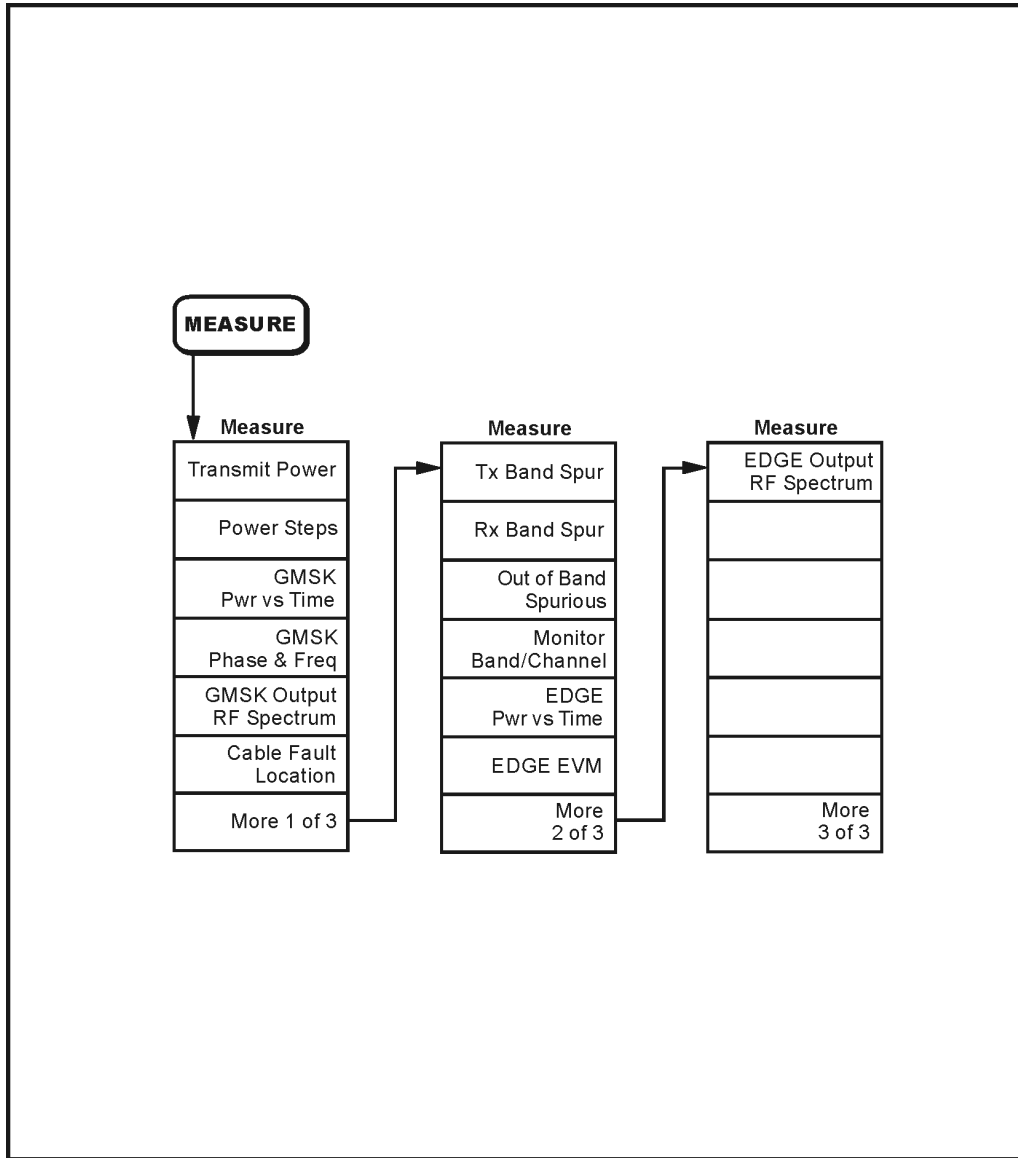 MEASURE
Measure
Transmit Power
Power Steps
GMSK
Pwr vs Time
GMSK
Phase & Freq
GMSK Output
RF Spectrum
Cable Fault
Location
More 1 of 3
Measure
Tx Band Spur
Rx Band Spur
Out of Band
Spurious
Monitor
Band/Channel
EDGE
Pwr vs Time
EDGE EVM
More
2 of 3
Measure
EDGE Output
RF Spectrum
More
3 of 3